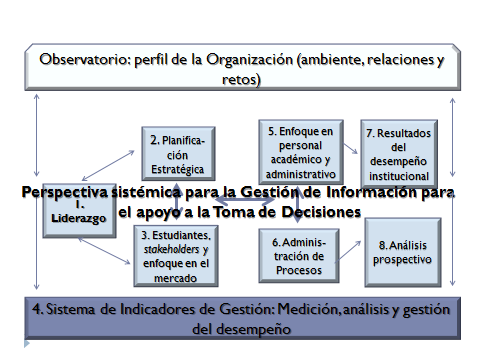 Observatorio: perfil de la Organización (ambiente, relaciones y
retos)
2. Planifica-
ción
Estratégica
5. Enfoque en
personal
académico y
administrativo
7. Resultados
del
desempeño
institucional
Perspectiva sistémica para la Gestión de Información para
el apoyo a la Toma de Decisiones
1.
Liderazgo
3. Estudiantes,
stakeholders y
enfoque en el
mercado
6. Adminis-
tración de
Procesos
8. Análisis
prospectivo
4. Sistema de Indicadores de Gestión: Medición, análisis y gestión
del desempeño